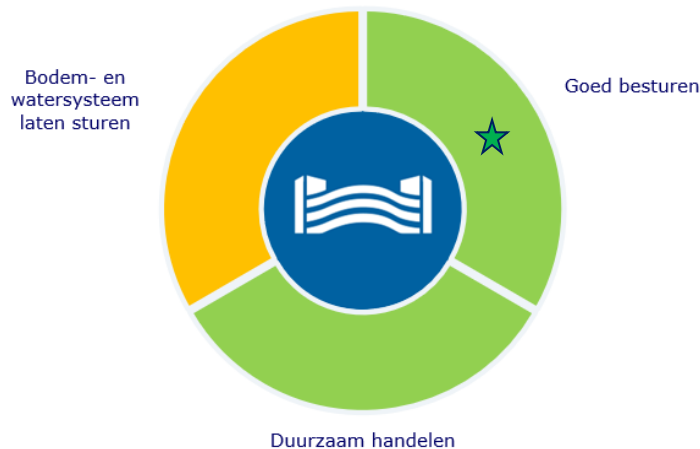 Bodem- en
watersysteem
laten sturen
Goed besturen
Duurzaam handelen